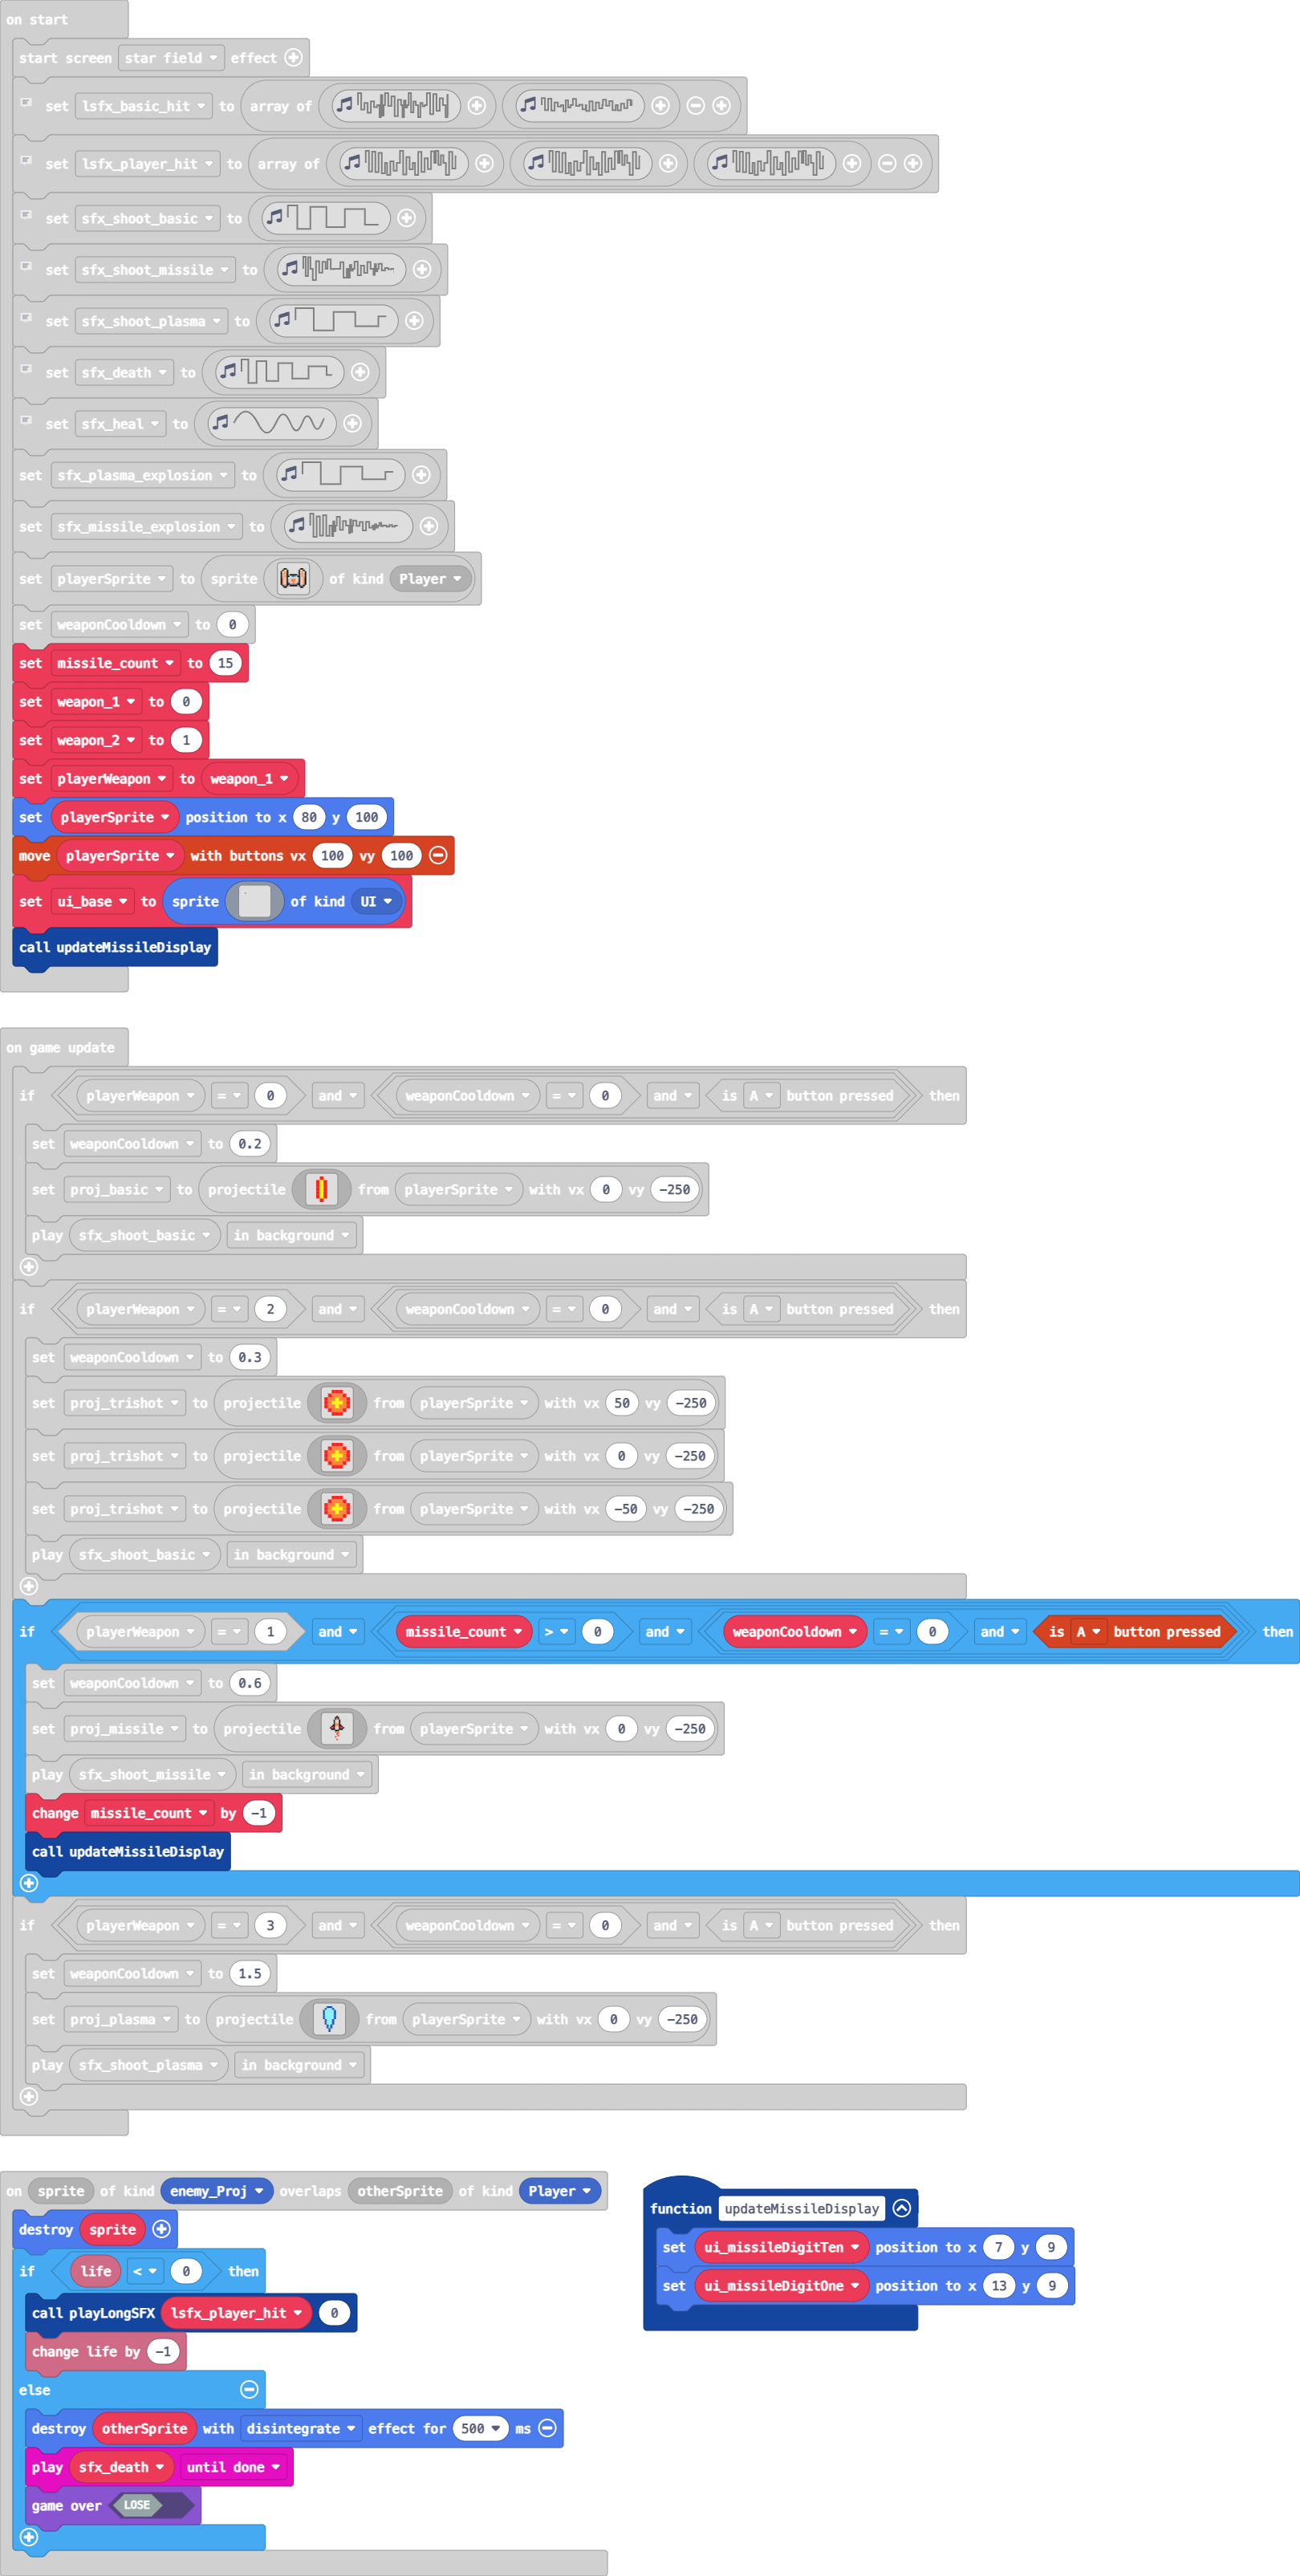 on start
start screen star field effect
set lsfx_basic_hit to array of
set lsfx_player_hit to array of
set sfx_shoot_basic to
set sfx_shoot_missile to
set sfx_shoot_plasma to
set sfx_death to
set sfx_heal to
set sfx_plasma_explosion to
set sfx_missile_explosion to
set playerSprite to sprite of kind Player
set weaponCooldown to 0
set missile_count to 15
set weapon_1 to 0
set weapon_2 to 1
set playerWeapon to weapon_1
set playerSprite position to x 80 y 100
move playerSprite with buttons vx 100 vy 100
set ui_base to sprite of kind UI
call updateMissileDisplay
on game update
if playerWeapon = 0 and weaponCooldown = 0 and is A button pressed then
set weaponCooldown to 0.2
set proj_basic to projectile from playerSprite with vx 0 vy -250
play sfx_shoot_basic in background
if playerWeapon = 2 and weaponCooldown = 0 and is A button pressed then
set weaponCooldown to 0.3
set proj_trishot to projectile from playerSprite with vx 50 vy -250
set proj_trishot to projectile from playerSprite with vx 0 vy -250
set proj_trishot to projectile from playerSprite with vx -50 vy -250
play sfx_shoot_basic in background
if playerWeapon = 1 and missile_count > 0 and weaponCooldown = 0 and is A button pressed then
set weaponCooldown to 0.6
set proj_missile to projectile from playerSprite with vx 0 vy -250
play sfx_shoot_missile in background
change missile_count by -1
call updateMissileDisplay
if playerWeapon = 3 and weaponCooldown = 0 and is A button pressed then
set weaponCooldown to 1.5
set proj_plasma to projectile from playerSprite with vx 0 vy -250
play sfx_shoot_plasma in background
on sprite of kind enemy_Proj overlaps otherSprite of kind Player
destroy sprite
if life < 0 then
call playLongSFX lsfx_player_hit 0
change life by -1
else
destroy otherSprite with disintegrate effect for 500 ms
play sfx_death until done
game over LOSE
function updateMissileDisplay
set ui_missileDigitTen position to x 7 y 9
set ui_missileDigitOne position to x 13 y 9